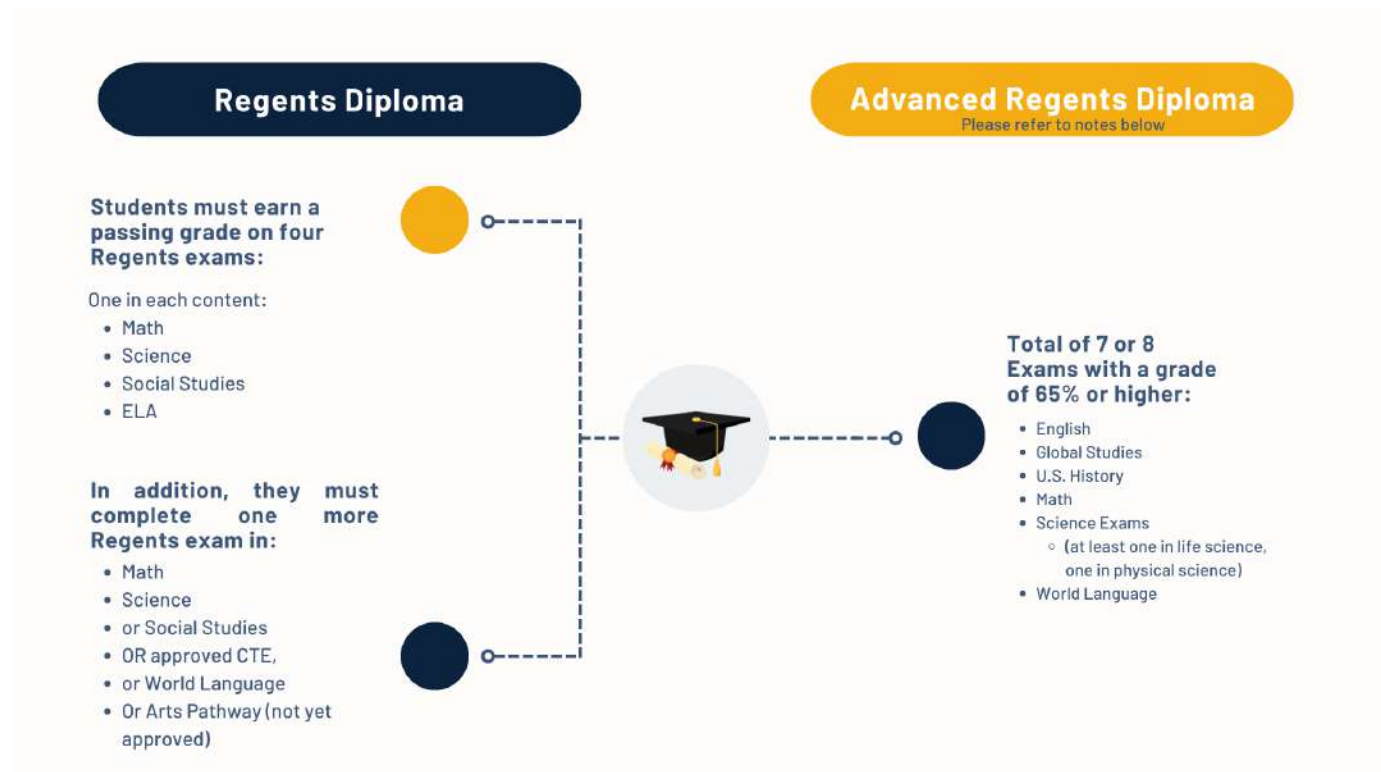 Regents Diploma
Students must earn a
passing grade on four
Regents exams:
One in each content:
• Math
• Science
• Social Studies
• ELA
In addition, they must
complete one more
Regents exam in:
• Math
• Science
• or Social Studies
• OR approved CTE,
• or World Language
• Or Arts Pathway (not yet
approved)
Advanced Regents Diploma
Please refer to notes below
Total of 7 or 8
Exams with a grade
of 65% or higher:
• English
• Global Studies
• U.S. History
• Math
• Science Exams
◦ (at least one in life science,
one in physical science)
• World Language